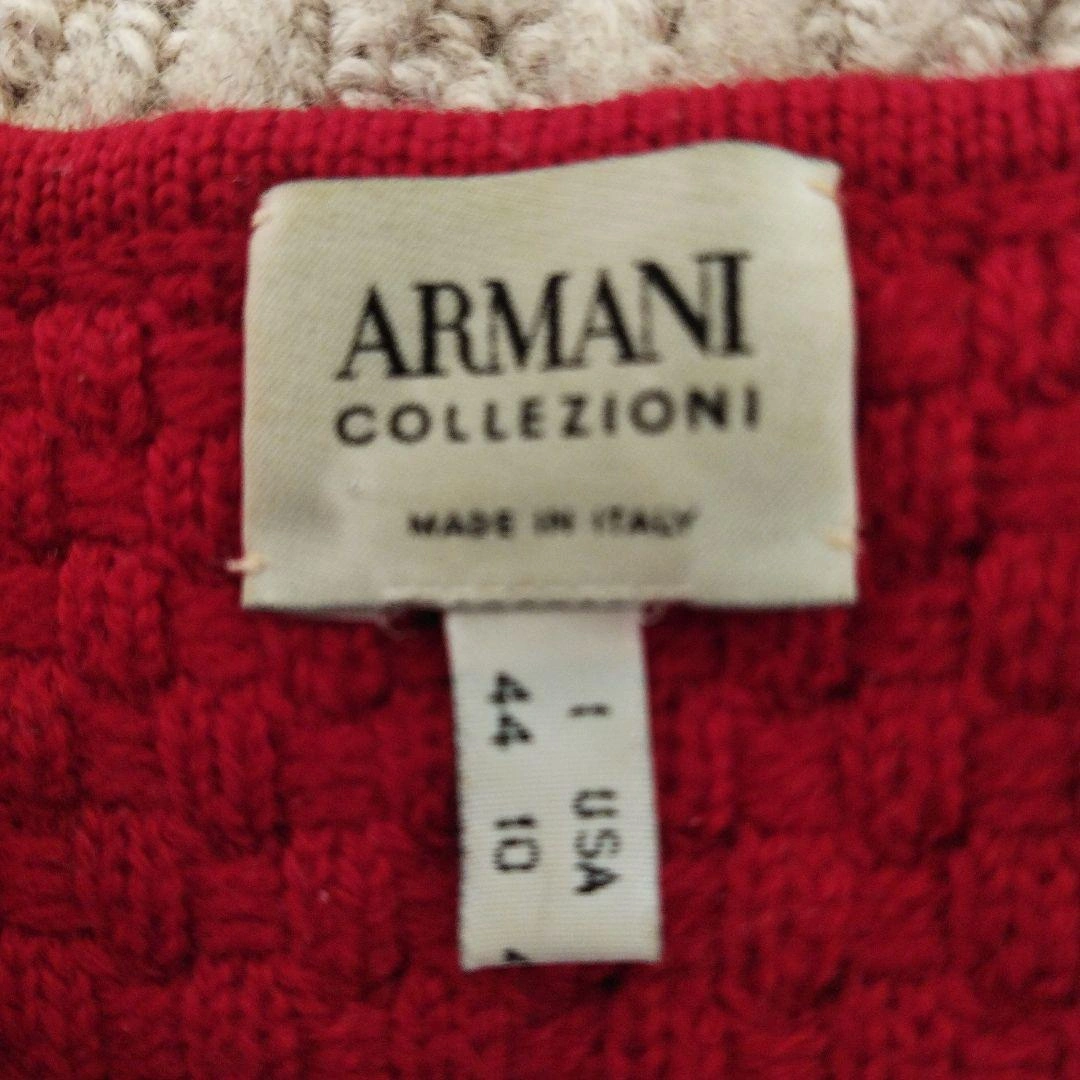 ARMANI
COLLEZIONI
MADE IN ITALY
I USA
44 10